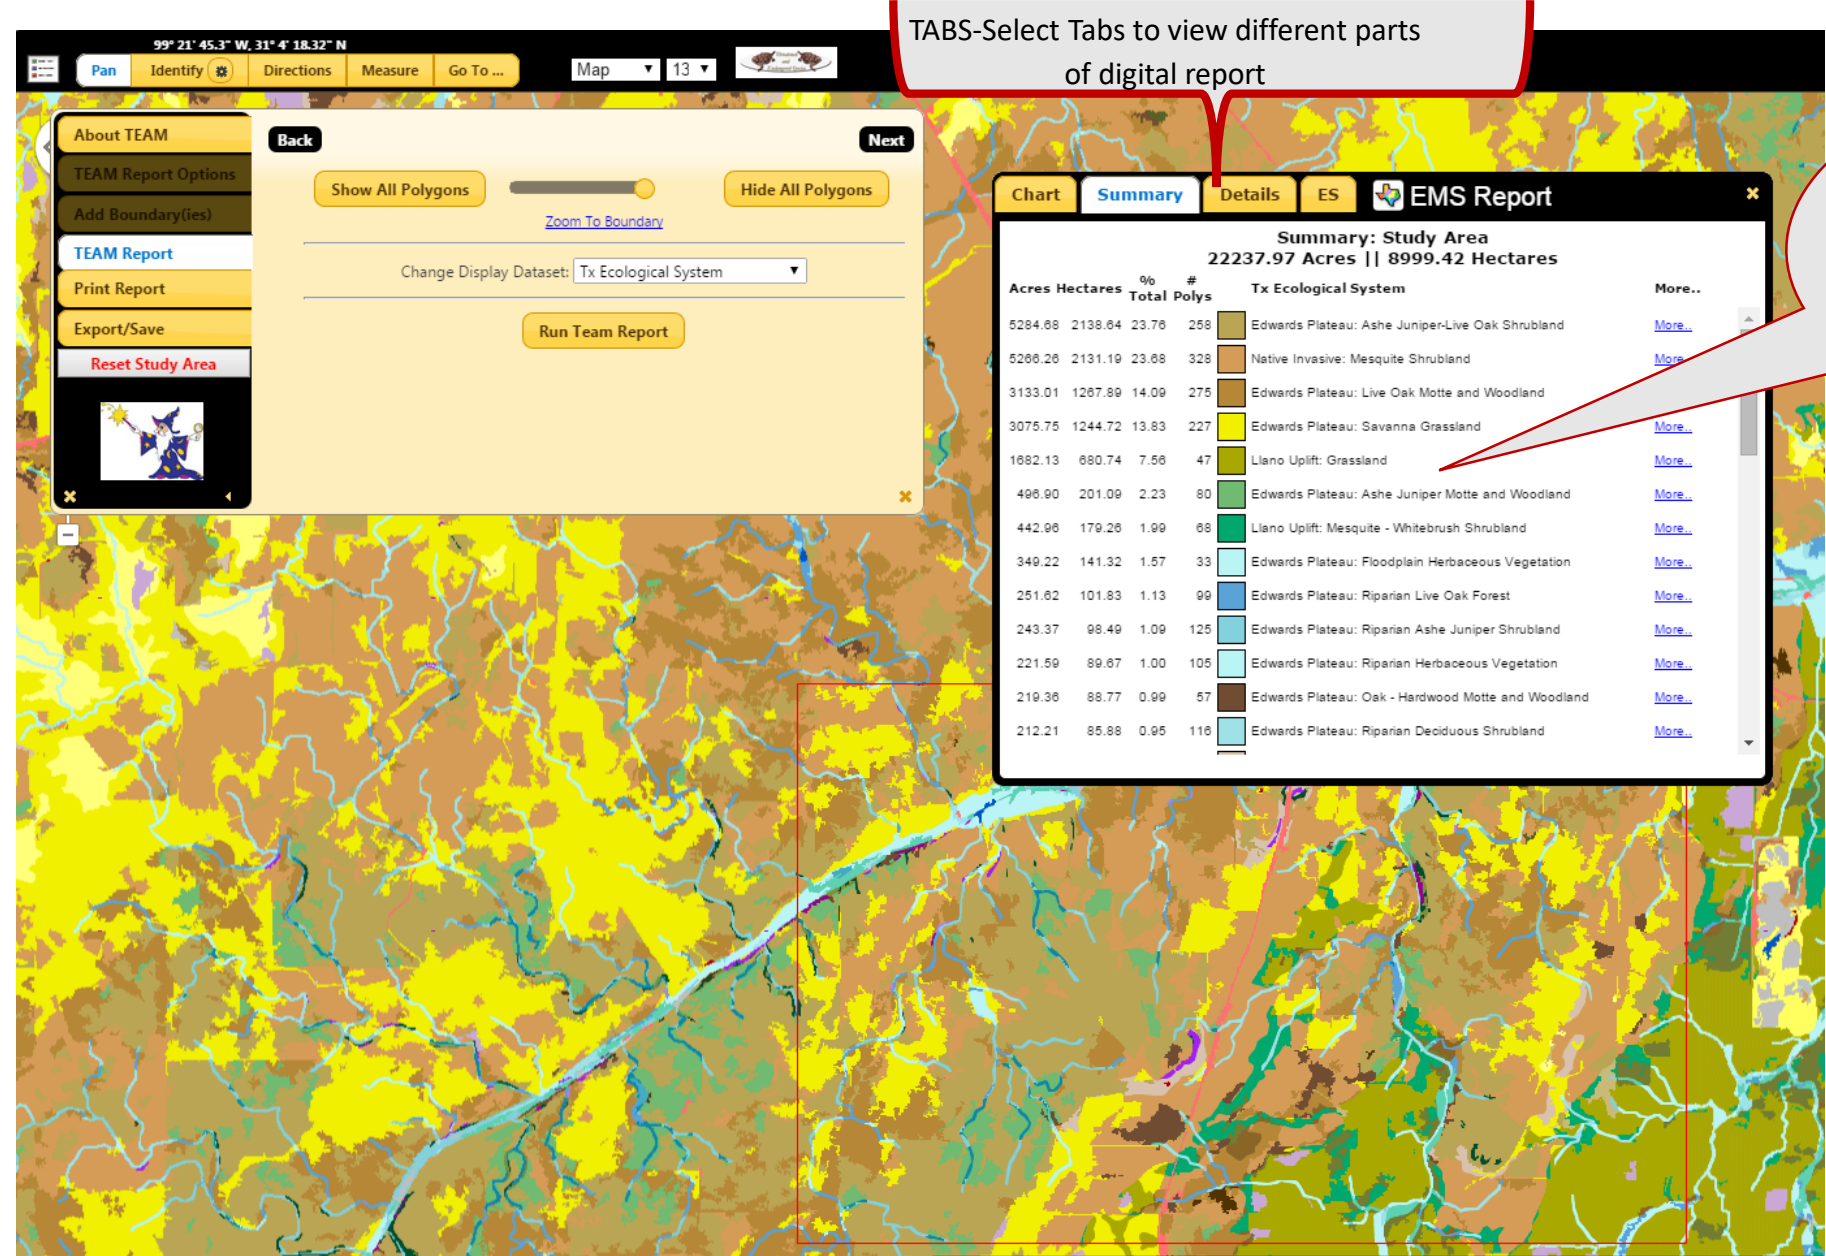 TABS-Select Tabs to view different parts
of digital report
99° 21' 45.3" W, 31° 4' 18.32" N
Pan Identify Directions Measure Go To ... Map 13
About TEAM
TEAM Report Options
Add Boundary(ies)
TEAM Report
Print Report
Export/Save
Reset Study Area
Back Next
Show All Polygons Hide All Polygons
Zoom To Boundary
Change Display Dataset: Tx Ecological System
Run Team Report
Chart Summary Details ES EMS Report
Summary: Study Area
22237.97 Acres || 8999.42 Hectares
Acres Hectares % Total # Polys Tx Ecological System More..
5284.68 2138.64 23.76 258 Edwards Plateau: Ashe Juniper-Live Oak Shrubland More..
5266.26 2131.19 23.68 328 Native Invasive: Mesquite Shrubland More..
3133.01 1267.89 14.09 275 Edwards Plateau: Live Oak Motte and Woodland
3075.75 1244.72 13.83 227 Edwards Plateau: Savanna Grassland More..
1682.13 680.74 7.56 47 Llano Uplift: Grassland More..
496.90 201.09 2.23 80 Edwards Plateau: Ashe Juniper Motte and Woodland More..
442.96 179.26 1.99 68 Llano Uplift: Mesquite - Whitebrush Shrubland More..
349.22 141.32 1.57 33 Edwards Plateau: Floodplain Herbaceous Vegetation More..
251.62 101.83 1.13 99 Edwards Plateau: Riparian Live Oak Forest More..
243.37 98.49 1.09 125 Edwards Plateau: Riparian Ashe Juniper Shrubland More..
221.59 89.67 1.00 105 Edwards Plateau: Riparian Herbaceous Vegetation More..
219.36 88.77 0.99 57 Edwards Plateau: Oak - Hardwood Motte and Woodland More..
212.21 85.88 0.95 116 Edwards Plateau: Riparian Deciduous Shrubland More..